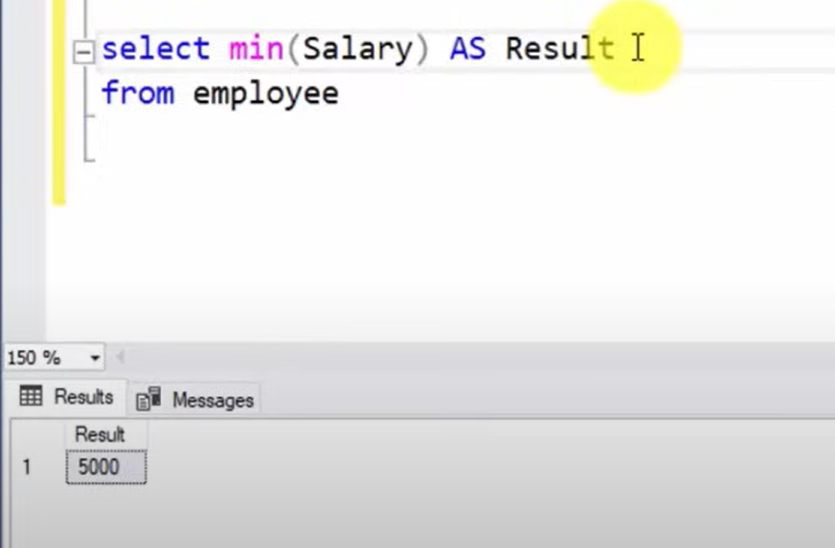 select min(Salary) AS Result
from employee
150 %
Results Messages
Result
1 5000